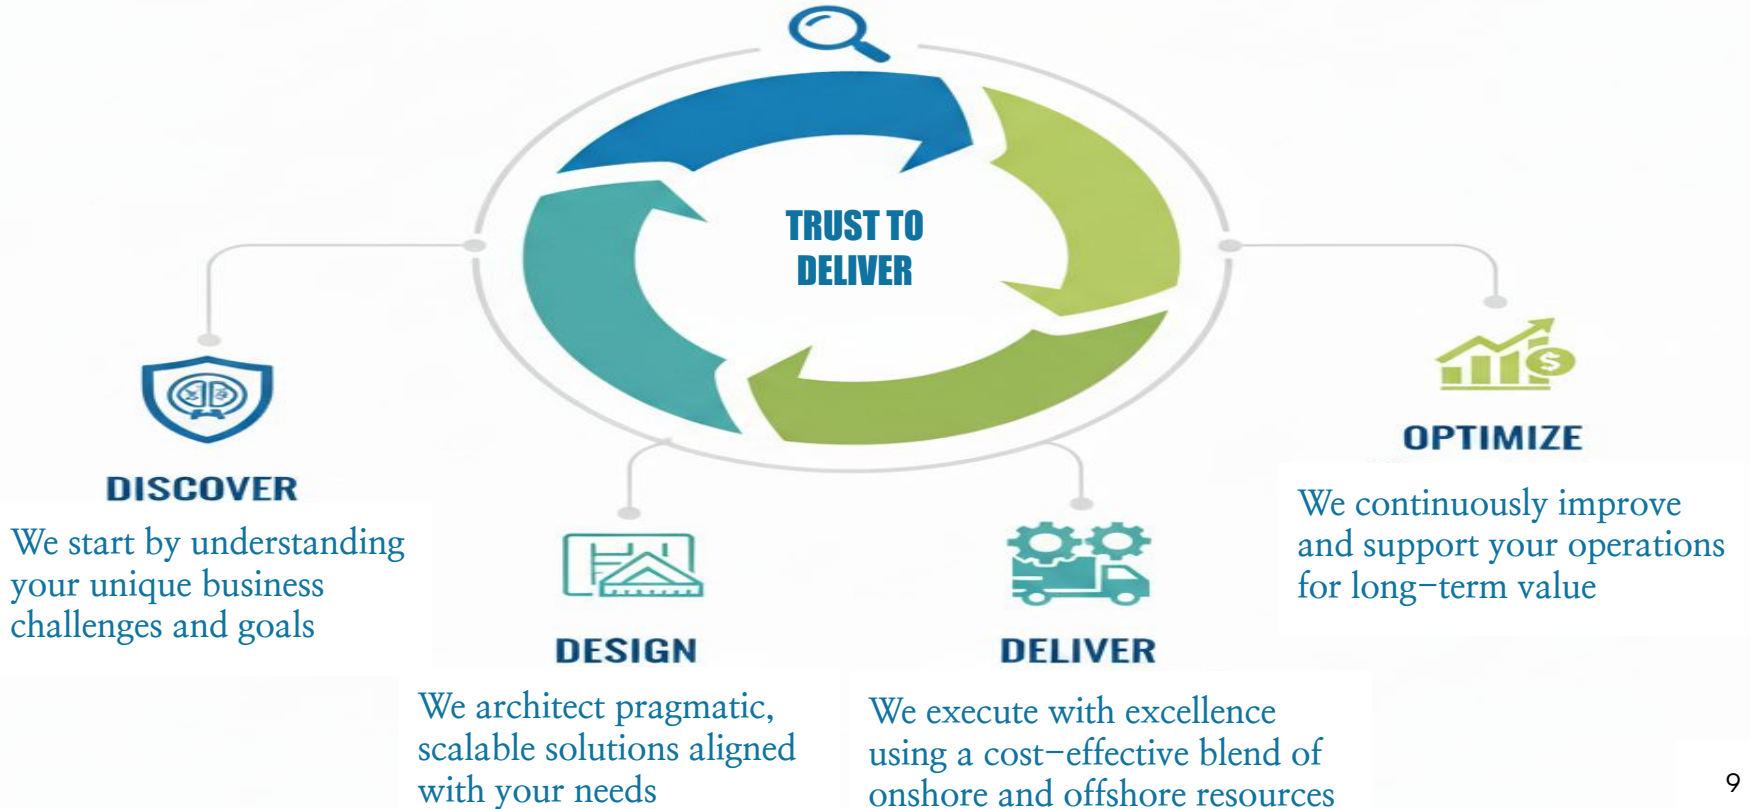 TRUST TO
DELIVER
DISCOVER
We start by understanding
your unique business
challenges and goals
DESIGN
We architect pragmatic,
scalable solutions aligned
with your needs
DELIVER
We execute with excellence
using a cost-effective blend of
onshore and offshore resources
OPTIMIZE
We continuously improve
and support your operations
for long-term value
$
9